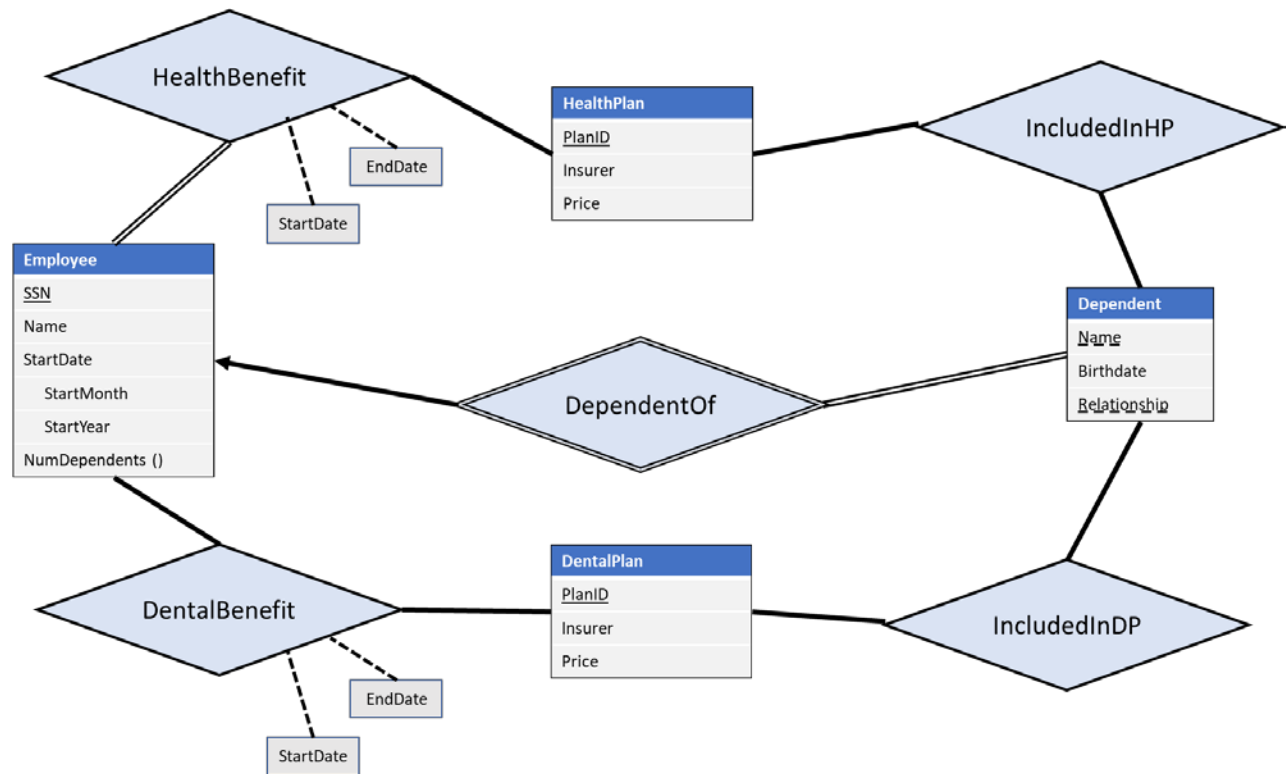 HealthBenefit
EndDate
StartDate
HealthPlan
PlanID
Insurer
Price
IncludedInHP
Employee
SSN
Name
StartDate
StartMonth
StartYear
NumDependents ()
DependentOf
Dependent
Name
Birthdate
Relationship
DentalBenefit
EndDate
StartDate
DentalPlan
PlanID
Insurer
Price
IncludedInDP